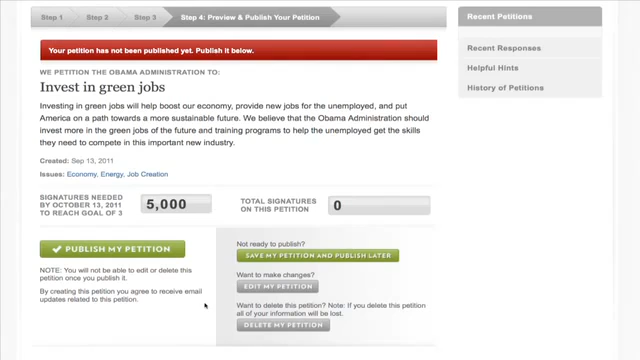 Step 1 Step 2 Step 3 Step 4: Preview & Publish Your Petition
Your petition has not been published yet. Publish it below.
WE PETITION THE OBAMA ADMINISTRATION TO:
Invest in green jobs
Investing in green jobs will help boost our economy, provide new jobs for the unemployed, and put
America on a path towards a more sustainable future. We believe that the Obama Administration should
invest more in the green jobs of the future and training programs to help the unemployed get the skills
they need to compete in this important new industry.
Created: Sep 13, 2011
Issues: Economy, Energy, Job Creation
SIGNATURES NEEDED
BY OCTOBER 13, 2011
TO REACH GOAL OF 3
5,000
TOTAL SIGNATURES
ON THIS PETITION
0
PUBLISH MY PETITION
NOTE: You will not be able to edit or delete this
petition once you publish it.
By creating this petition you agree to receive email
updates related to this petition.
Not ready to publish?
SAVE MY PETITION AND PUBLISH LATER
Want to make changes?
EDIT MY PETITION
Want to delete this petition? Note: If you delete this petition
all of your information will be lost.
DELETE MY PETITION
Recent Petitions
Recent Responses
Helpful Hints
History of Petitions